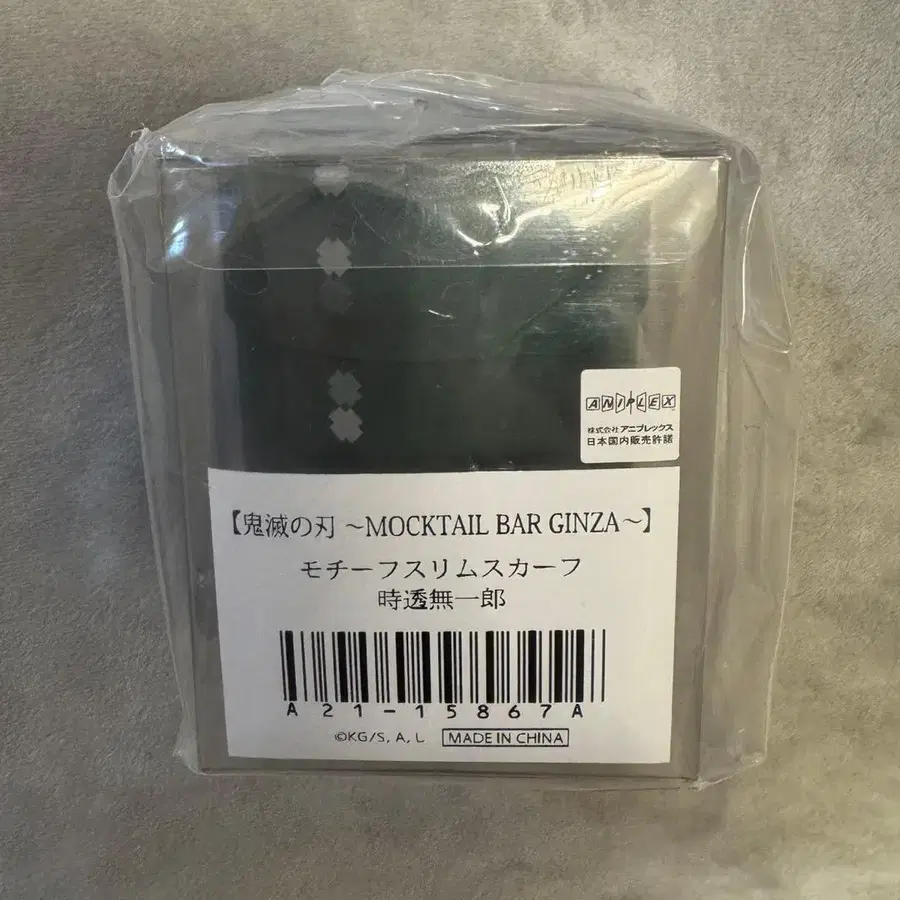 ANIPLEX
株式会社アニプレックス
日本国内販売許諾
【鬼滅の刃 ～MOCKTAIL BAR GINZA～】
モチーフスリムスカーフ
時透無一郎
A21-15867A
©KG/S, A, L MADE IN CHINA